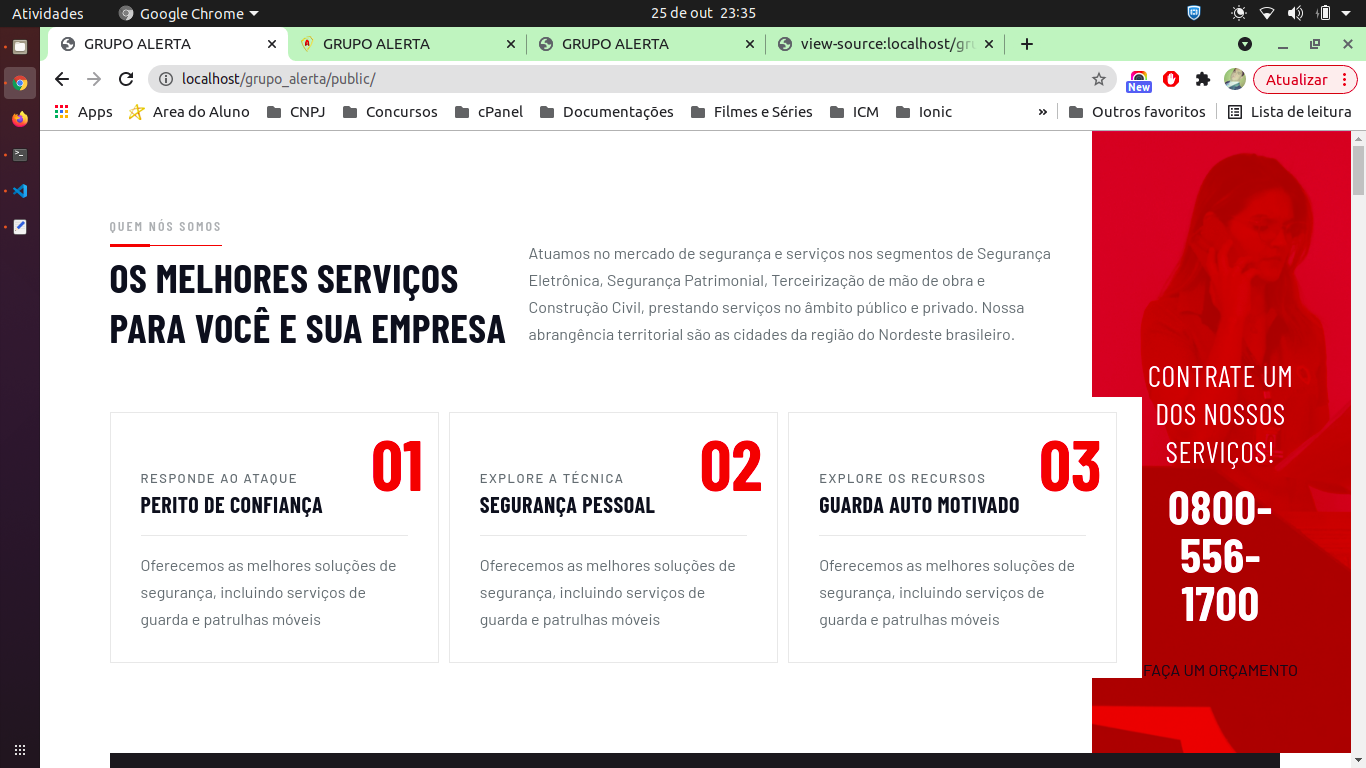 Atividades
Google Chrome
25 de out 23:35
GRUPO ALERTA
GRUPO ALERTA
GRUPO ALERTA
view-source:localhost/gru
localhost/grupo_alerta/public/
New
Atualizar
Apps
Area do Aluno
CNPJ
Concursos
cPanel
Documentações
Filmes e Séries
ICM
Ionic
»
Outros favoritos
Lista de leitura
QUEM NÓS SOMOS
OS MELHORES SERVIÇOS
PARA VOCÊ E SUA EMPRESA
Atuamos no mercado de segurança e serviços nos segmentos de Segurança
Eletrônica, Segurança Patrimonial, Terceirização de mão de obra e
Construção Civil, prestando serviços no âmbito público e privado. Nossa
abrangência territorial são as cidades da região do Nordeste brasileiro.
01
RESPONDE AO ATAQUE
PERITO DE CONFIANÇA
Oferecemos as melhores soluções de
segurança, incluindo serviços de
guarda e patrulhas móveis
02
EXPLORE A TÉCNICA
SEGURANÇA PESSOAL
Oferecemos as melhores soluções de
segurança, incluindo serviços de
guarda e patrulhas móveis
03
EXPLORE OS RECURSOS
GUARDA AUTO MOTIVADO
Oferecemos as melhores soluções de
segurança, incluindo serviços de
guarda e patrulhas móveis
CONTRATE UM
DOS NOSSOS
SERVIÇOS!
0800-
556-
1700
FAÇA UM ORÇAMENTO